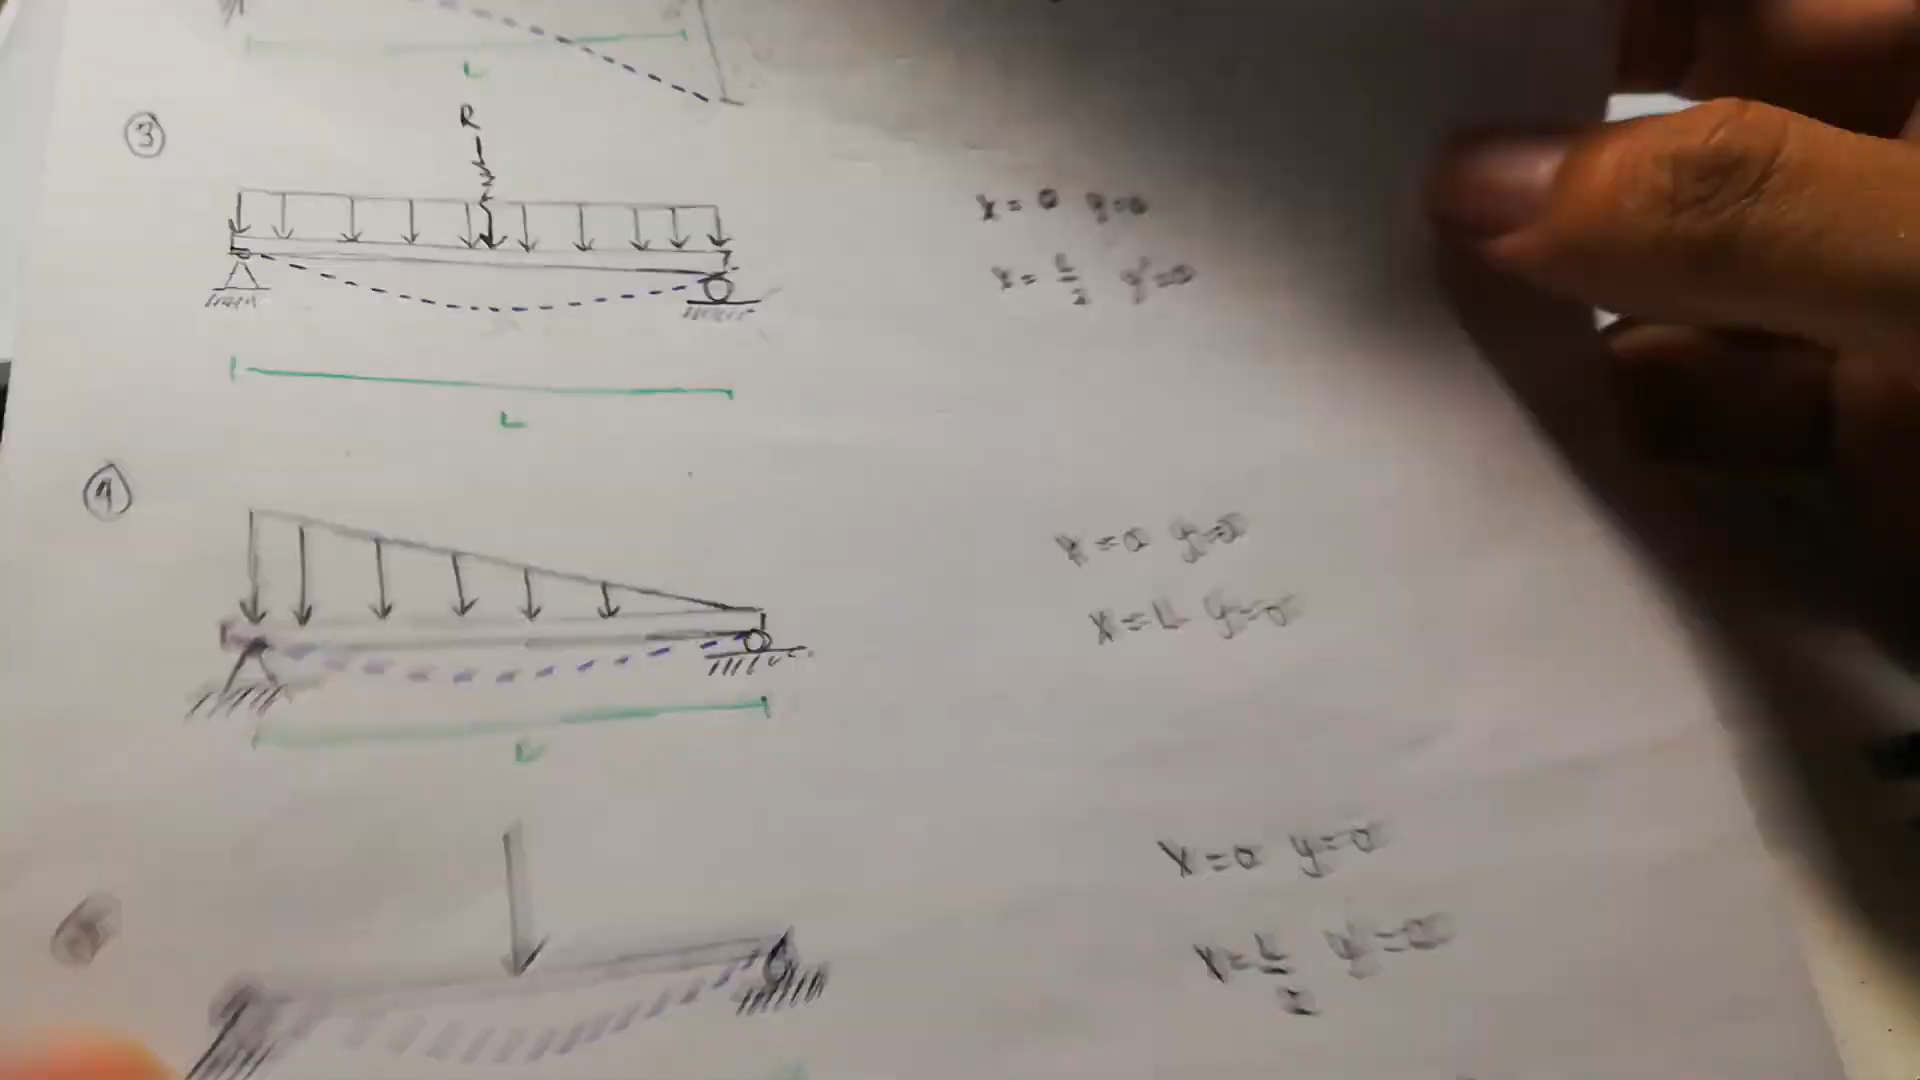 L
R
3
x = 0 y=0
x = L/2 y'=0
L
4
x=0 y=0
x=L y=0
L
x=0 y=0
x=L/2 y'=0